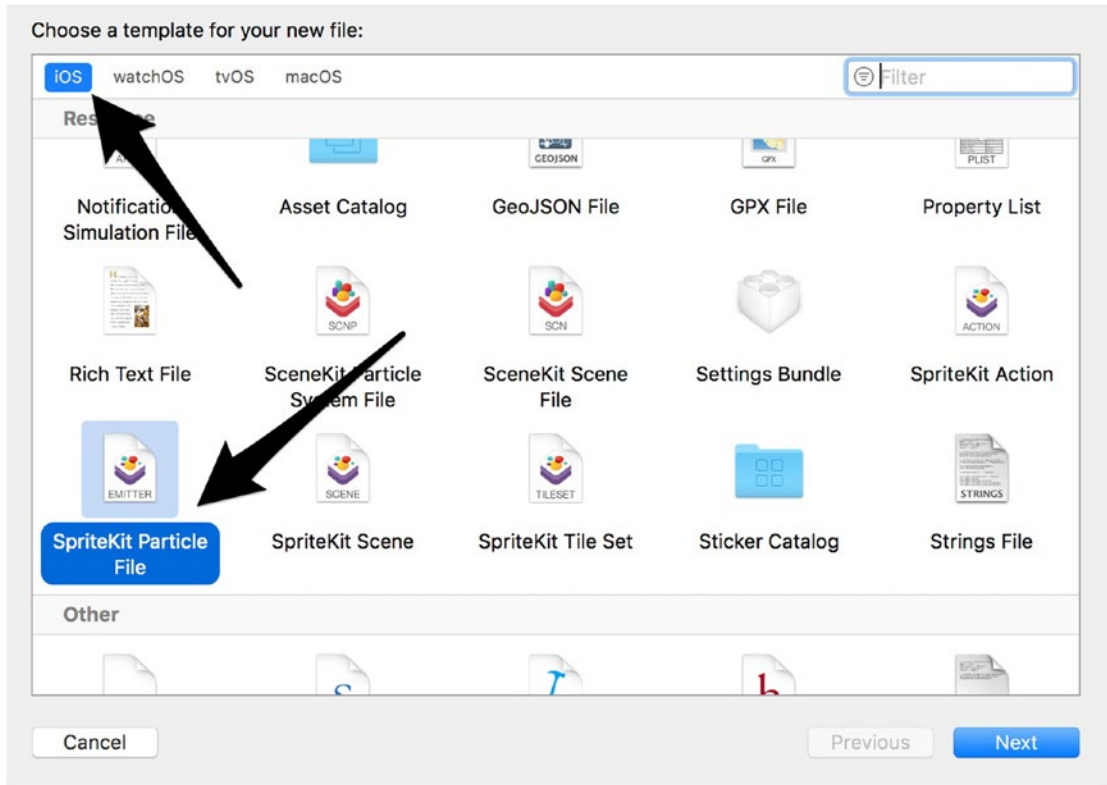 Choose a template for your new file:
iOS watchOS tvOS macOS Filter
Resource
GEOJSON GPX PLIST
Notification Asset Catalog GeoJSON File GPX File Property List
Simulation File
SCNP SCN ACTION
Rich Text File SceneKit Particle SceneKit Scene Settings Bundle SpriteKit Action
System File File
EMITTER SCENE TILESET STRINGS
SpriteKit Particle SpriteKit Scene SpriteKit Tile Set Sticker Catalog Strings File
File
Other
Cancel Previous Next